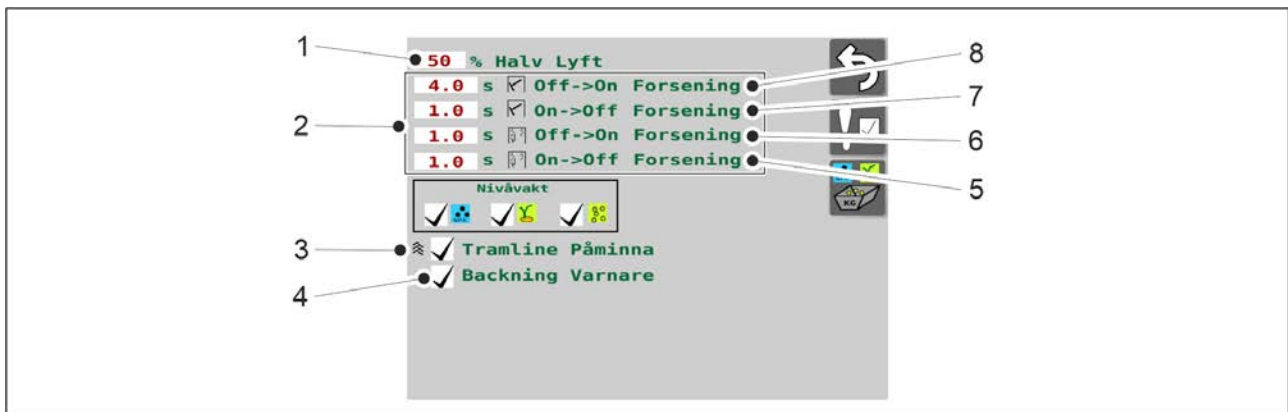 1
50 % Halv Lyft
8
4.0 s Off->On Forsening
7
1.0 s On->Off Forsening
2
1.0 s Off->On Forsening
6
1.0 s On->Off Forsening
5
Nivåvakt
KG
3
Tramline Påminna
4
Backning Varnare